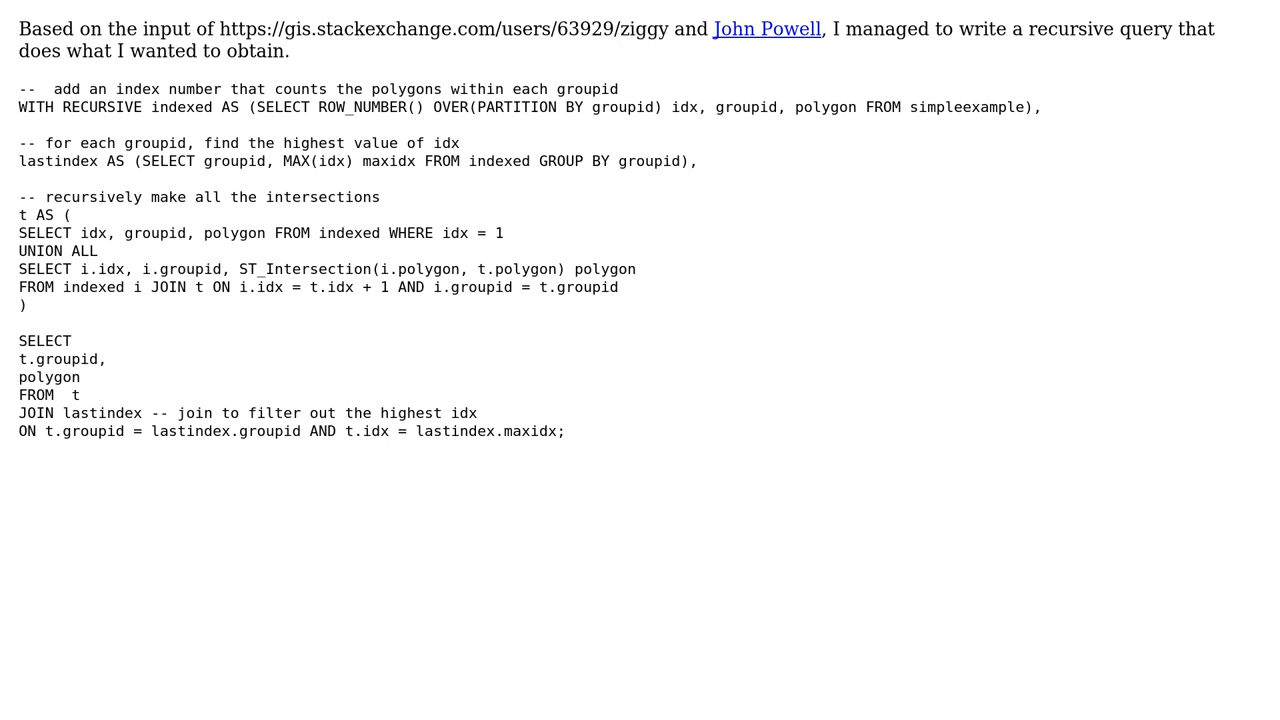 Based on the input of https://gis.stackexchange.com/users/63929/ziggy and John Powell, I managed to write a recursive query that
does what I wanted to obtain.
--  add an index number that counts the polygons within each groupid
WITH RECURSIVE indexed AS (SELECT ROW_NUMBER() OVER(PARTITION BY groupid) idx, groupid, polygon FROM simpleexample),
-- for each groupid, find the highest value of idx
lastindex AS (SELECT groupid, MAX(idx) maxidx FROM indexed GROUP BY groupid),
-- recursively make all the intersections
t AS (
SELECT idx, groupid, polygon FROM indexed WHERE idx = 1
UNION ALL
SELECT i.idx, i.groupid, ST_Intersection(i.polygon, t.polygon) polygon
FROM indexed i JOIN t ON i.idx = t.idx + 1 AND i.groupid = t.groupid
)
SELECT
t.groupid,
polygon
FROM  t
JOIN lastindex -- join to filter out the highest idx
ON t.groupid = lastindex.groupid AND t.idx = lastindex.maxidx;